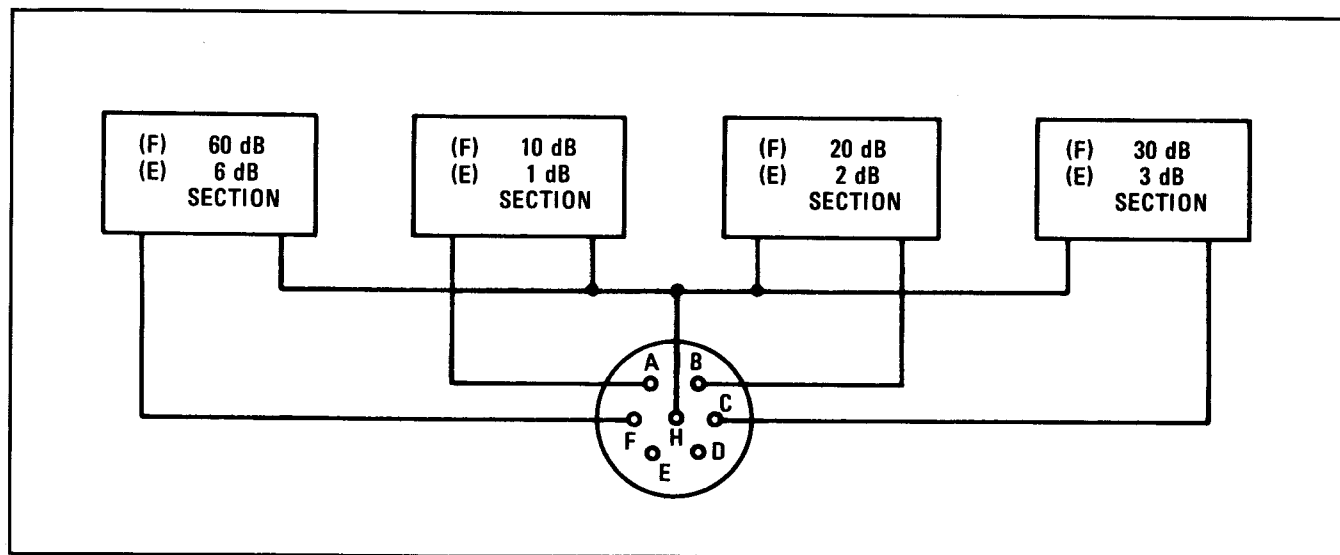 (F) 60 dB
(E) 6 dB
SECTION
(F) 10 dB
(E) 1 dB
SECTION
(F) 20 dB
(E) 2 dB
SECTION
(F) 30 dB
(E) 3 dB
SECTION
A B
C
F H D
E